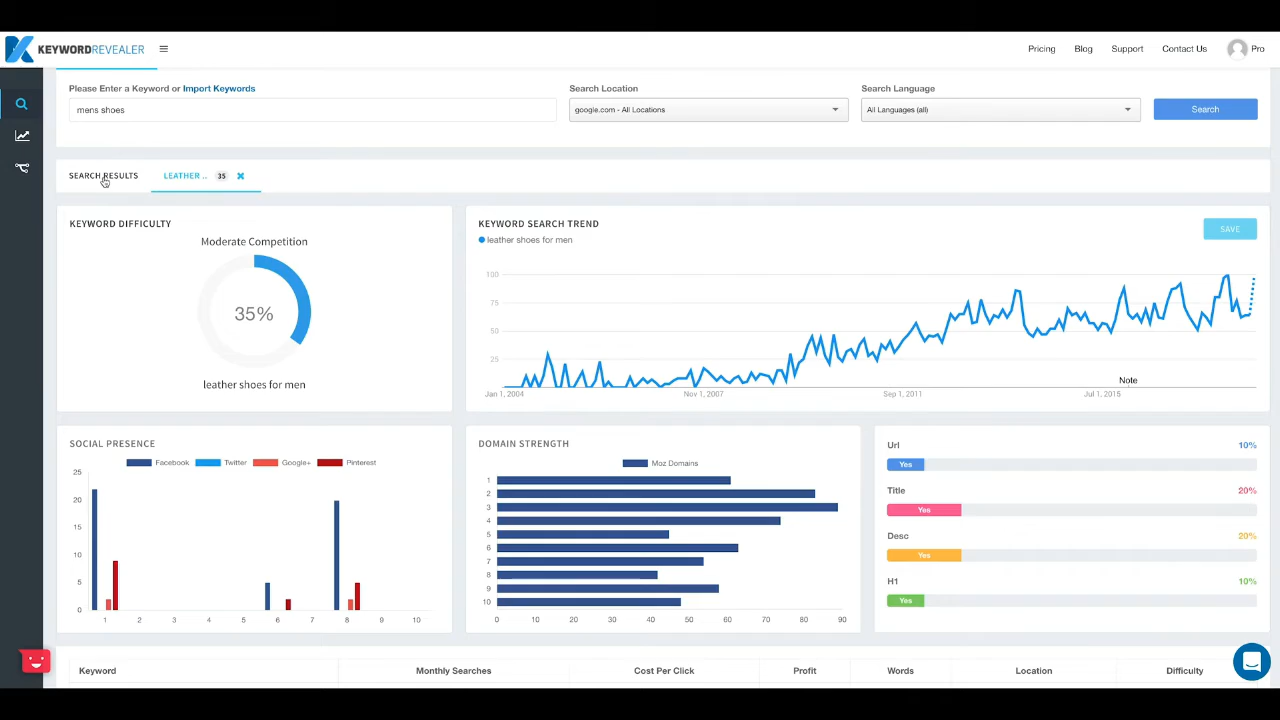 KEYWORDREVEALER
Pricing Blog Support Contact Us Pro
Please Enter a Keyword or Import Keywords
Search Location
Search Language
mens shoes
google.com - All Locations
All Languages (all)
Search
SEARCH RESULTS
LEATHER .. 35
KEYWORD DIFFICULTY
Moderate Competition
35%
leather shoes for men
KEYWORD SEARCH TREND
leather shoes for men
SAVE
100
75
50
25
Note
Jan 1, 2004 Nov 1, 2007 Sep 1, 2011 Jul 1, 2015
SOCIAL PRESENCE
Facebook Twitter Google+ Pinterest
25
20
15
10
5
0
1 2 3 4 5 6 7 8 9 10
DOMAIN STRENGTH
Moz Domains
1
2
3
4
5
6
7
8
9
10
0 10 20 30 40 50 60 70 80 90
Url 10%
Yes
Title 20%
Yes
Desc 20%
Yes
H1 10%
Yes
Keyword Monthly Searches Cost Per Click Profit Words Location Difficulty